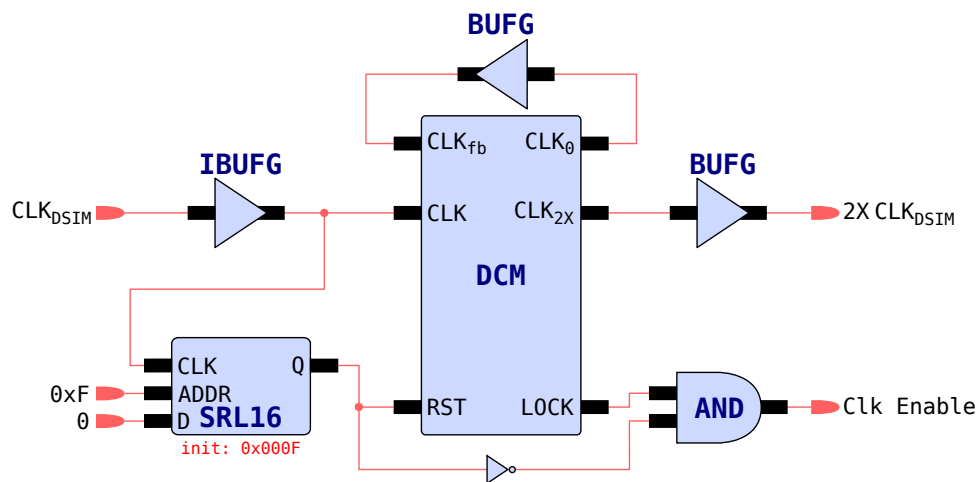 BUFG
CLKfb CLK0
IBUFG
BUFG
CLKDSIM
CLK
CLK2X
2X CLKDSIM
DCM
CLK
Q
0xF
ADDR
0
D
SRL16
init: 0x000F
RST
LOCK
AND
Clk Enable